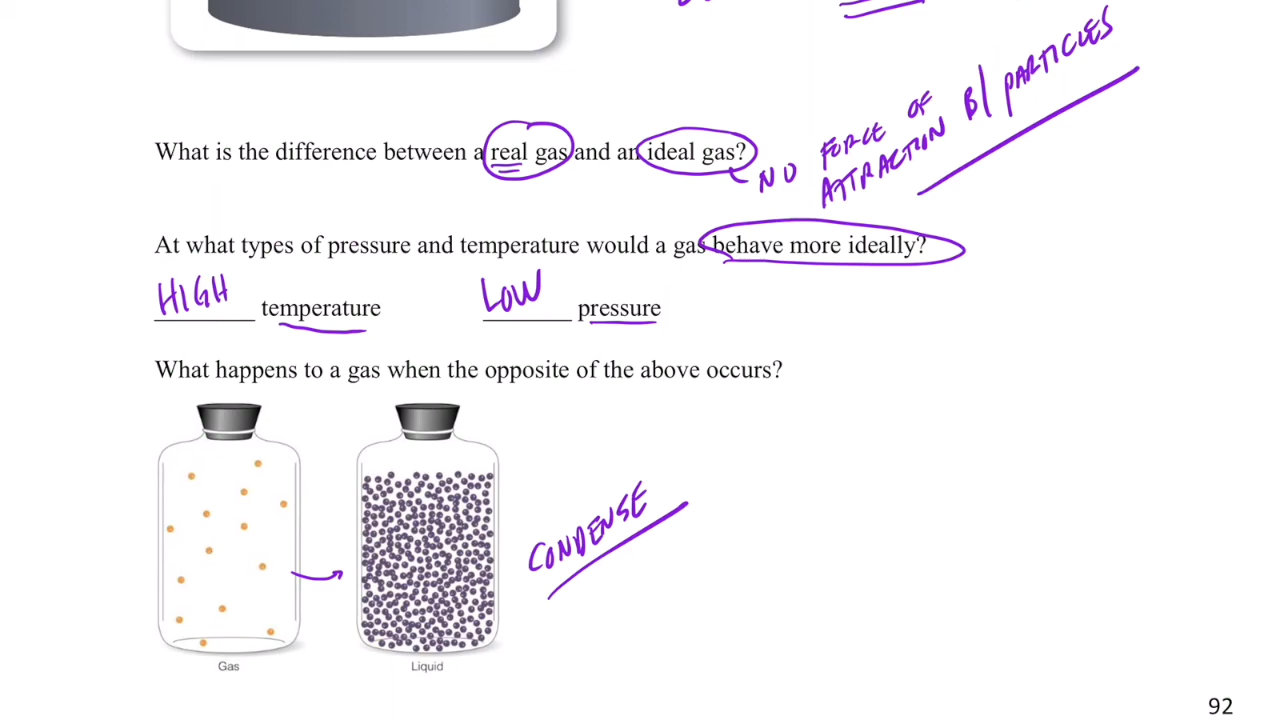 What is the difference between a real gas and an ideal gas?
NO FORCE OF
ATTRACTION B/ PARTICLES
At what types of pressure and temperature would a gas behave more ideally?
HIGH temperature LOW pressure
What happens to a gas when the opposite of the above occurs?
CONDENSE
Gas Liquid
92